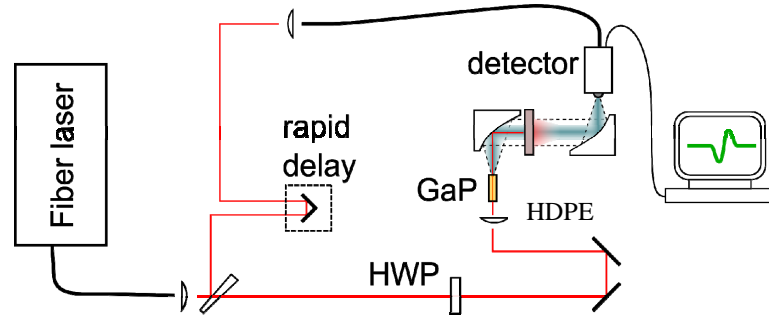 Fiber laser
rapid
delay
detector
GaP
HDPE
HWP